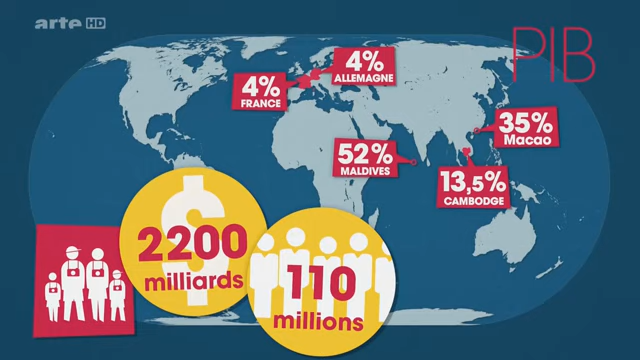 arte HD
PIB
4%
FRANCE
4%
ALLEMAGNE
35%
Macao
52%
MALDIVES
13,5%
CAMBODGE
$
2200
milliards
110
millions